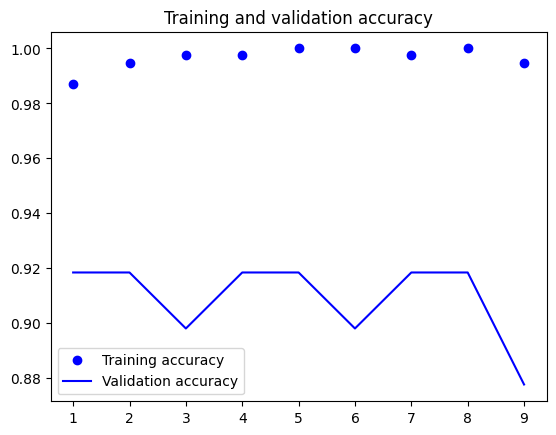 Training and validation accuracy
1.00
0.98
0.96
0.94
0.92
0.90
0.88
Training accuracy
Validation accuracy
1 2 3 4 5 6 7 8 9